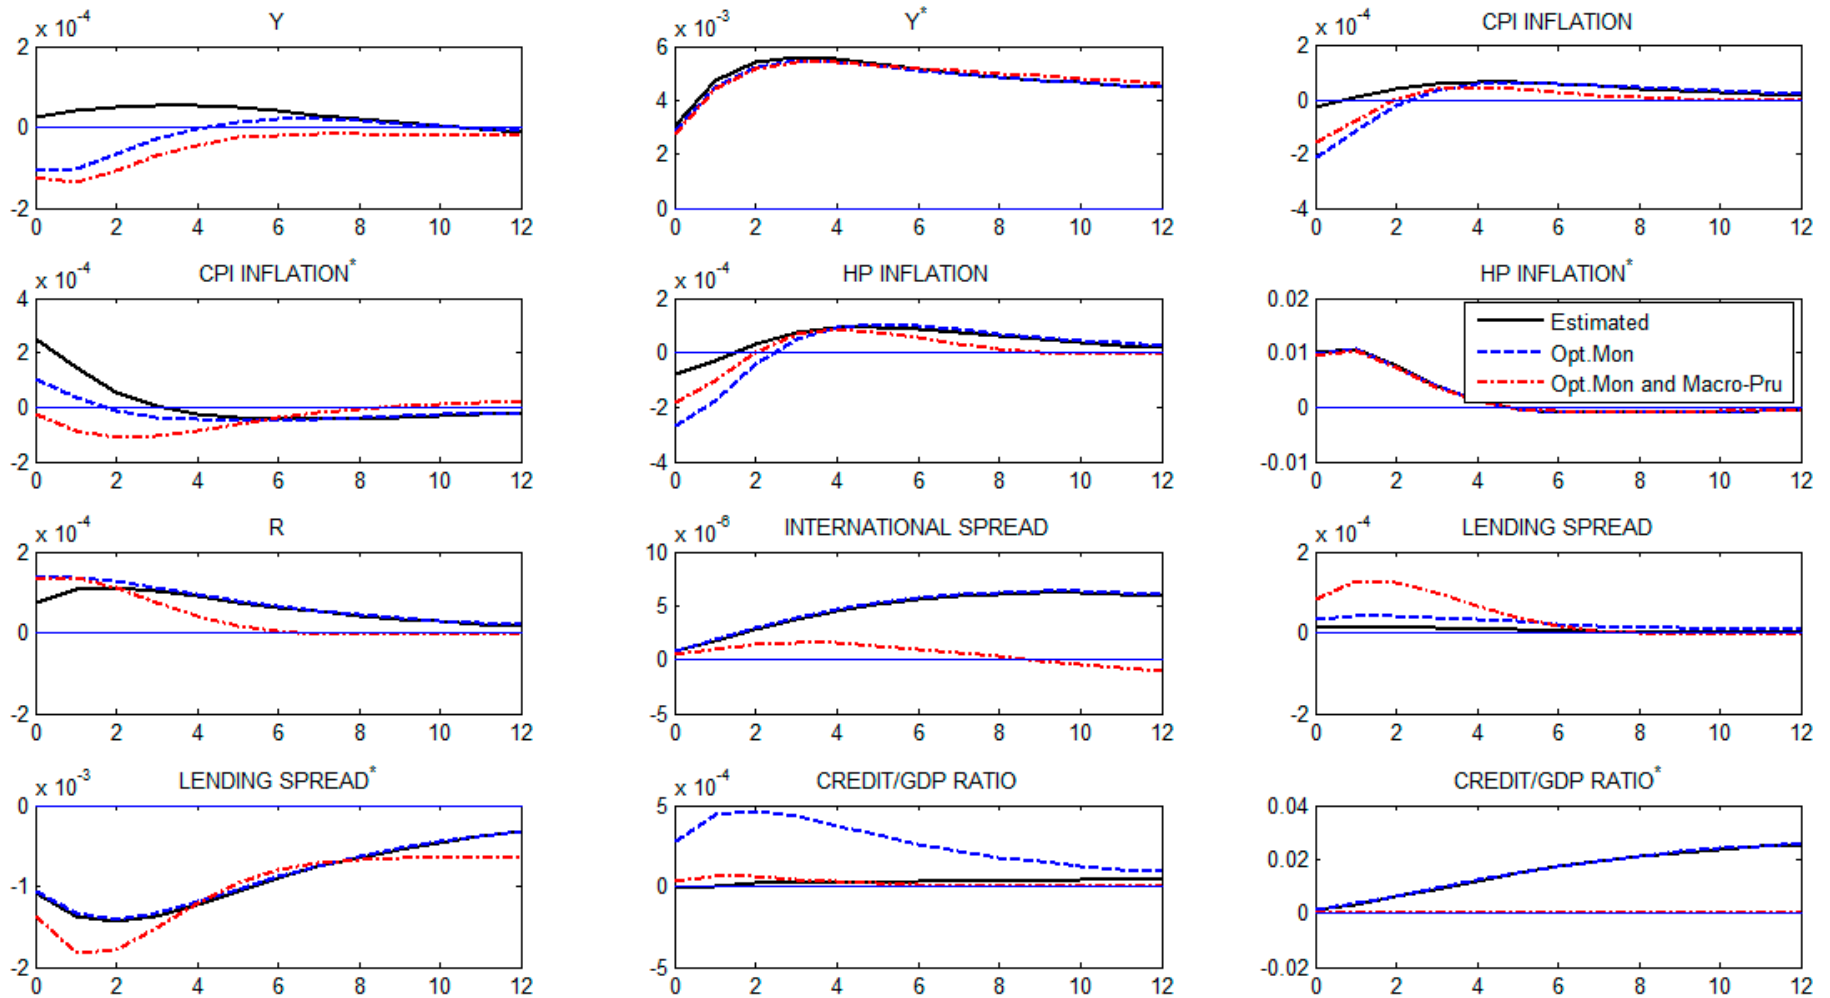 Y
x 10-4
2
0
-2
0 2 4 6 8 10 12
Y*
x 10-3
6
4
2
0
0 2 4 6 8 10 12
CPI INFLATION
x 10-4
2
0
-2
-4
0 2 4 6 8 10 12
CPI INFLATION*
x 10-4
4
2
0
-2
0 2 4 6 8 10 12
HP INFLATION
x 10-4
2
0
-2
-4
0 2 4 6 8 10 12
HP INFLATION*
0.02
0.01
0
-0.01
0 2 4 6 8 10 12
Estimated
Opt.Mon
Opt.Mon and Macro-Pru
R
x 10-4
2
0
-2
0 2 4 6 8 10 12
INTERNATIONAL SPREAD
x 10-6
10
5
0
-5
0 2 4 6 8 10 12
LENDING SPREAD
x 10-4
2
0
-2
0 2 4 6 8 10 12
LENDING SPREAD*
x 10-3
0
-1
-2
0 2 4 6 8 10 12
CREDIT/GDP RATIO
x 10-4
5
0
-5
0 2 4 6 8 10 12
CREDIT/GDP RATIO*
0.04
0.02
0
-0.02
0 2 4 6 8 10 12